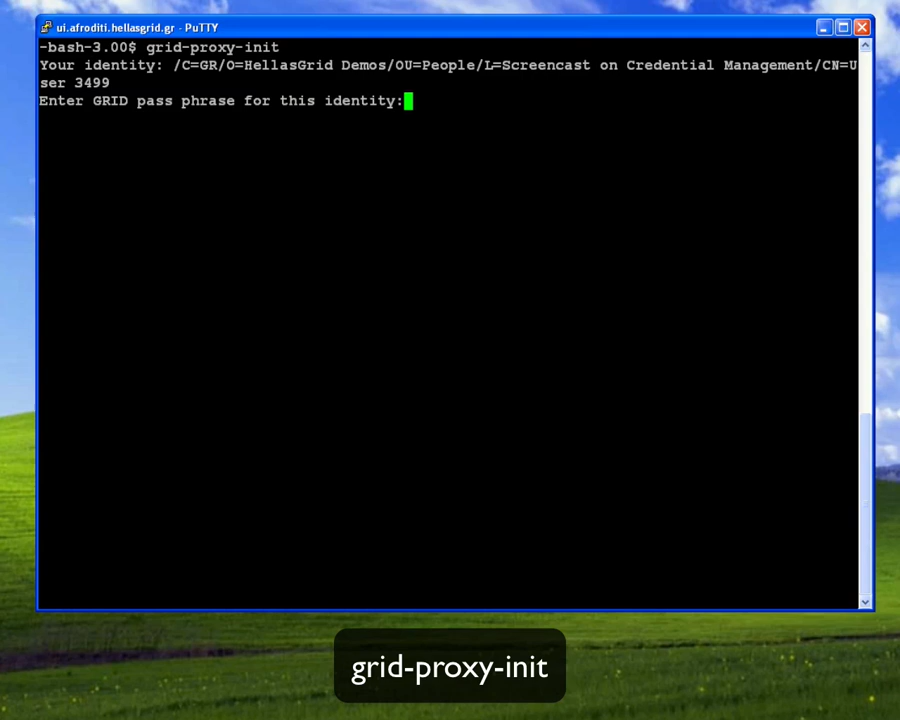 ui.afroditi.hellasgrid.gr - PuTTY
-bash-3.00$ grid-proxy-init
Your identity: /C=GR/O=HellasGrid Demos/OU=People/L=Screencast on Credential Management/CN=U
ser 3499
Enter GRID pass phrase for this identity:
grid-proxy-init